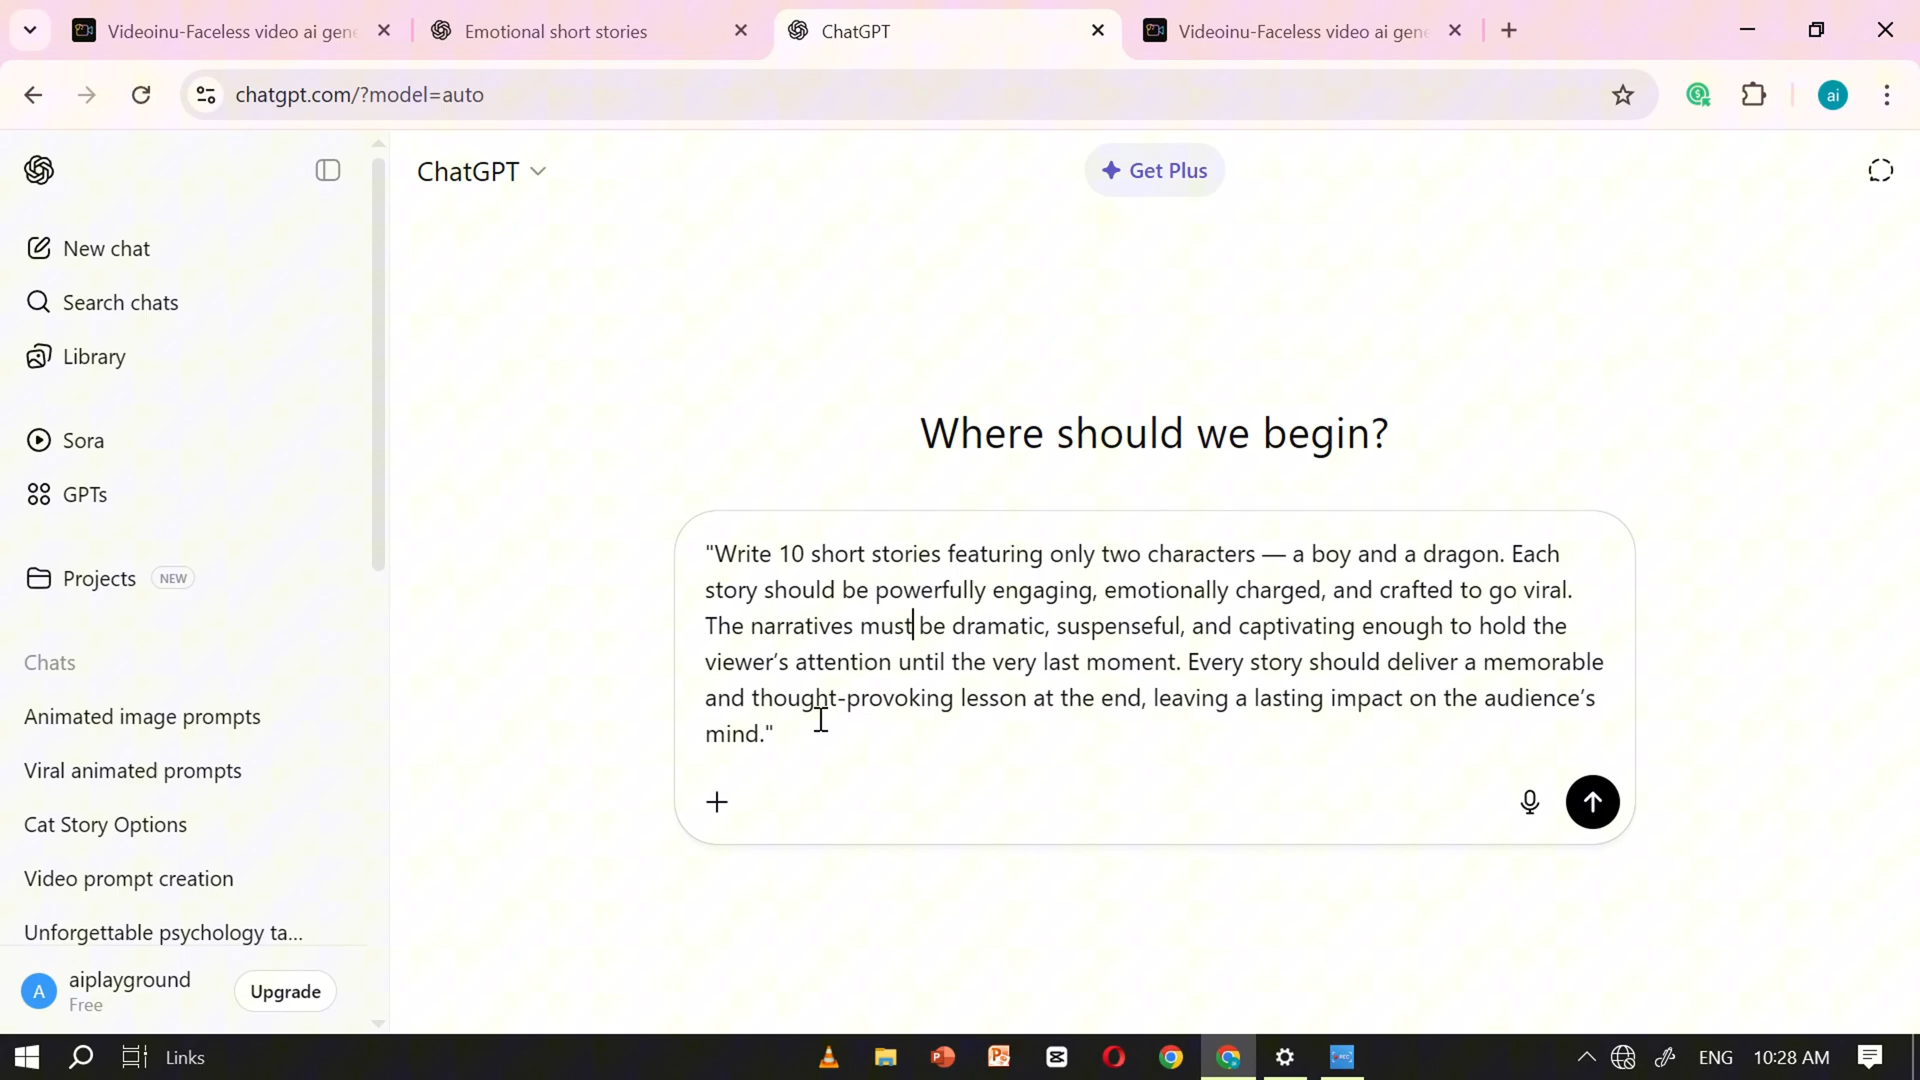 Videoinu-Faceless video ai gene
Emotional short stories
ChatGPT
Videoinu-Faceless video ai gene
chatgpt.com/?model=auto
ai
ChatGPT
Get Plus
New chat
Search chats
Library
Sora
GPTs
Projects NEW
Chats
Animated image prompts
Viral animated prompts
Cat Story Options
Video prompt creation
Unforgettable psychology ta...
A
aiplayground
Free
Upgrade
Where should we begin?
"Write 10 short stories featuring only two characters — a boy and a dragon. Each
story should be powerfully engaging, emotionally charged, and crafted to go viral.
The narratives must be dramatic, suspenseful, and captivating enough to hold the
viewer’s attention until the very last moment. Every story should deliver a memorable
and thought-provoking lesson at the end, leaving a lasting impact on the audience’s
mind."
Links
ENG
10:28 AM